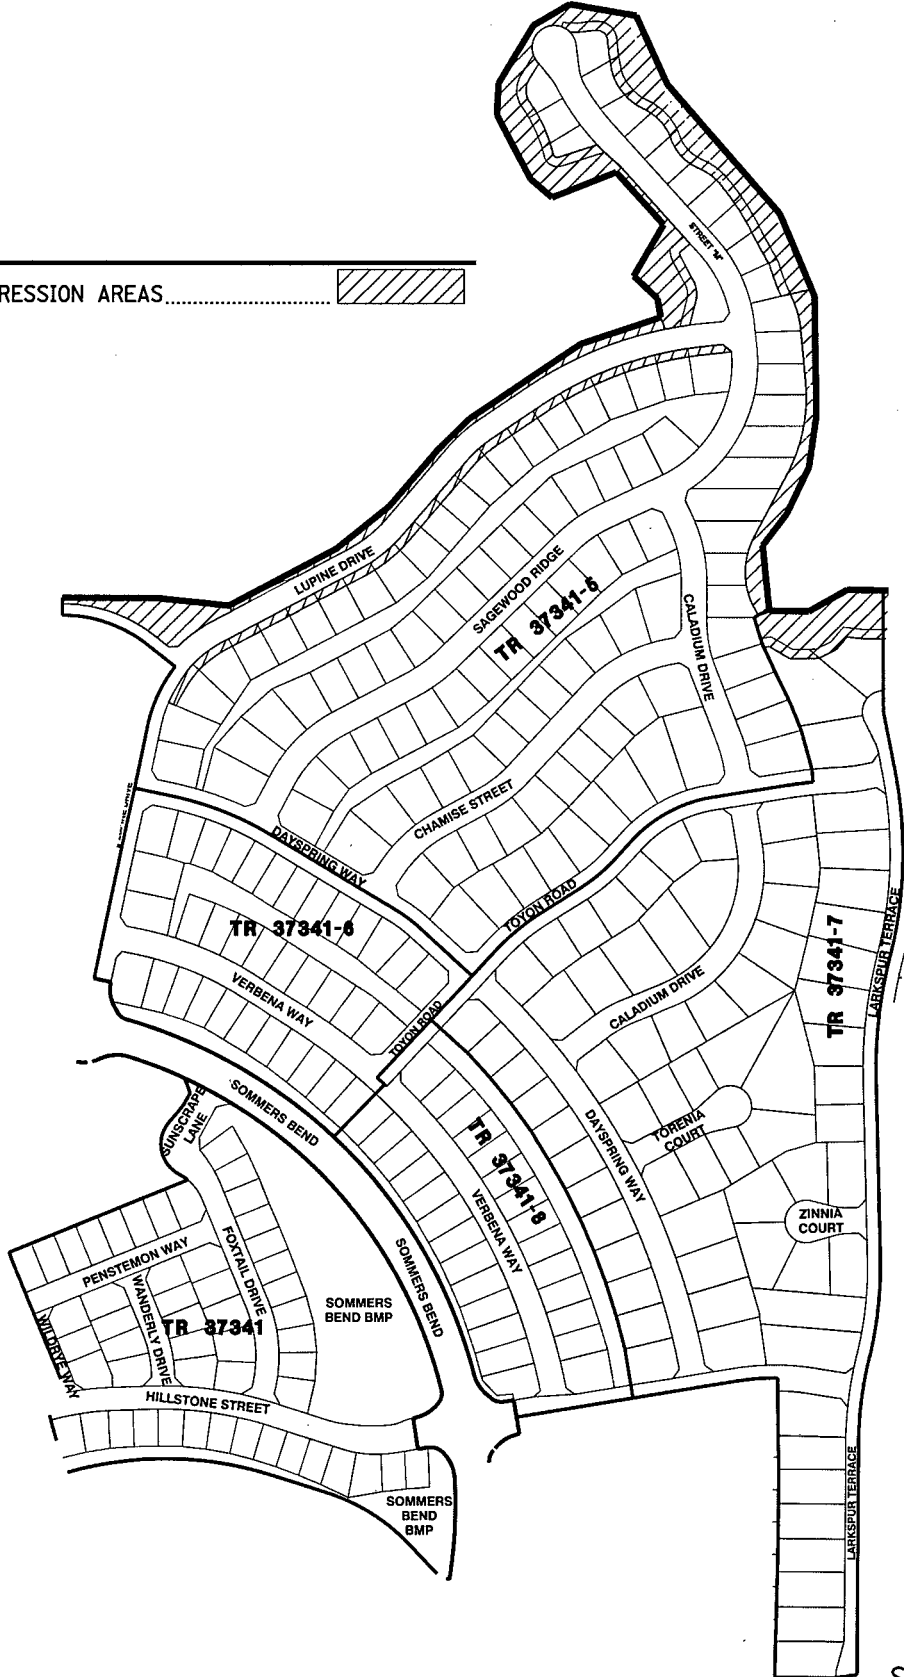 STREET "M"
RESSION AREAS
LUPINE DRIVE
SAGEWOOD RIDGE
TR 37341-5
CALADIUM DRIVE
CHAMISE STREET
DAYSPRING WAY
TOYON ROAD
TR 37341-6
VERBENA WAY
TOYON ROAD
CALADIUM DRIVE
TR 37341-7
LARKSPUR TERRACE
SOMMERS BEND
SUNSCRAPE
LANE
TR 37341-8
VERBENA WAY
DAYSPRING WAY
TORENIA
COURT
ZINNIA
COURT
PENSTEMON WAY
FOXTAIL DRIVE
WANDERLY DRIVE
WILDRYE WAY
TR 37341
SOMMERS
BEND BMP
SOMMERS BEND
HILLSTONE STREET
SOMMERS
BEND
BMP
LARKSPUR TERRACE